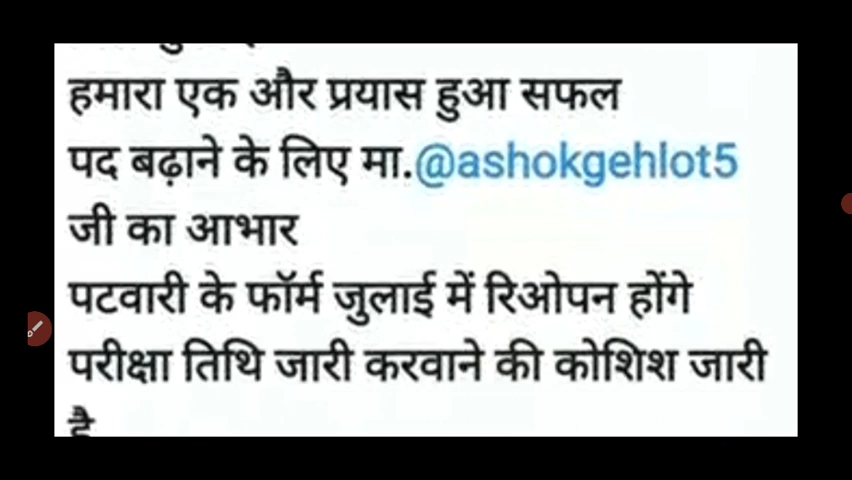 हमारा एक और प्रयास हुआ सफल
पद बढ़ाने के लिए मा.@ashokgehlot5
जी का आभार
पटवारी के फॉर्म जुलाई में रिओपन होंगे
परीक्षा तिथि जारी करवाने की कोशिश जारी
है